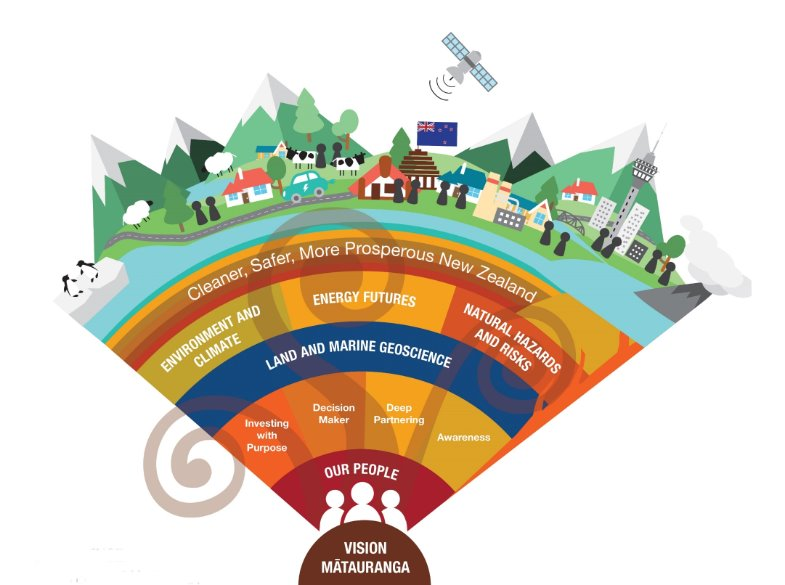 Cleaner, Safer, More Prosperous New Zealand
ENVIRONMENT AND
CLIMATE
ENERGY FUTURES
NATURAL HAZARDS
AND RISKS
LAND AND MARINE GEOSCIENCE
Investing
with
Purpose
Decision
Maker
Deep
Partnering
Awareness
OUR PEOPLE
VISION
MĀTAURANGA